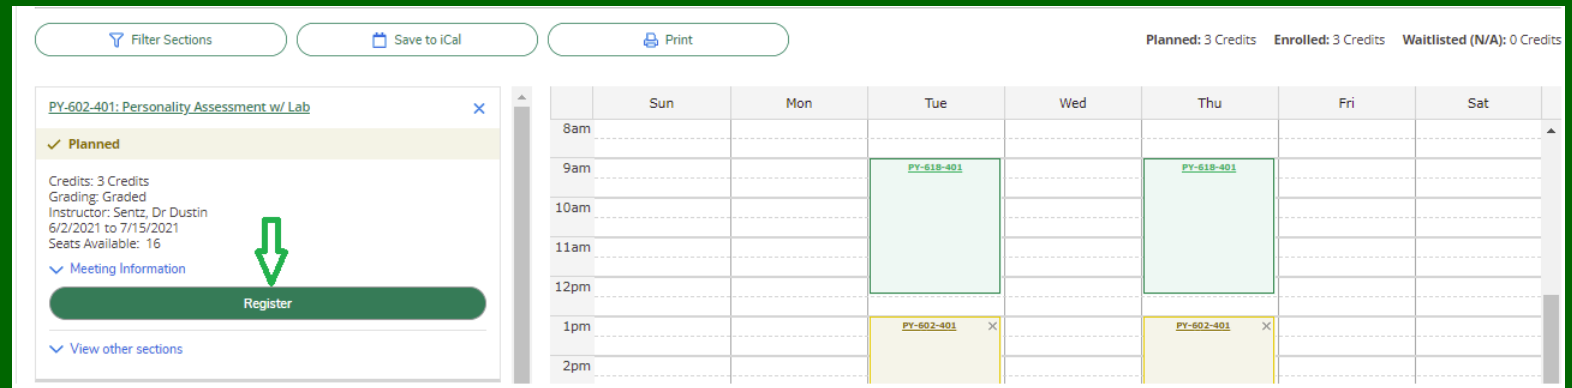 Filter Sections
Save to iCal
Print
Planned: 3 Credits Enrolled: 3 Credits Waitlisted (N/A): 0 Credits
PY-602-401: Personality Assessment w/ Lab
Planned
Credits: 3 Credits
Grading: Graded
Instructor: Sentz, Dr Dustin
6/2/2021 to 7/15/2021
Seats Available: 16
Meeting Information
Register
View other sections
Sun Mon Tue Wed Thu Fri Sat
8am
9am
PY-618-401 PY-618-401
10am
11am
12pm
1pm
PY-602-401 PY-602-401
2pm